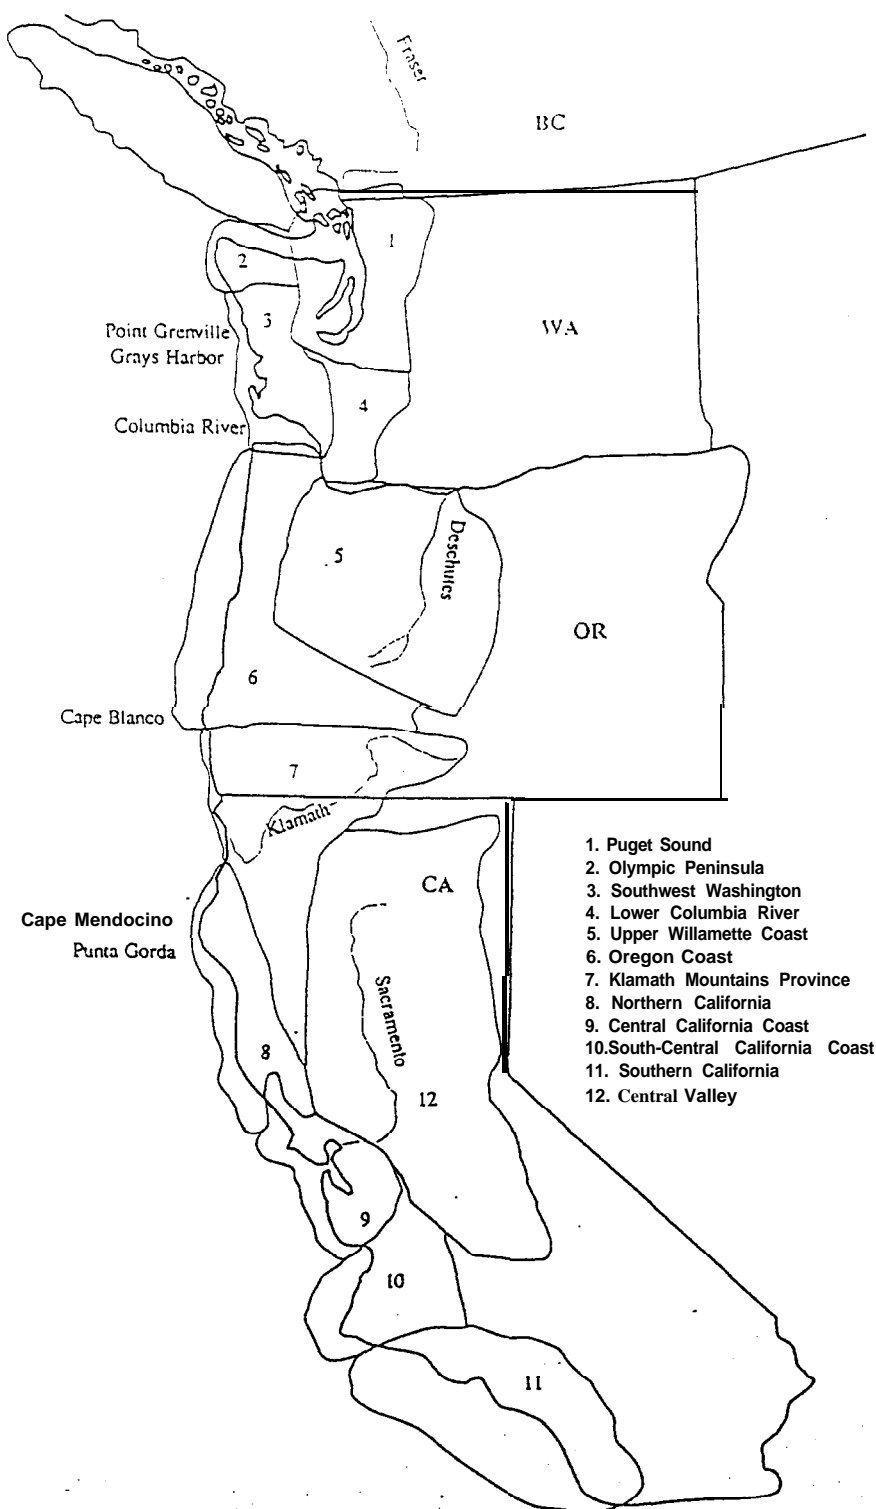 Fraser
BC
1
2
3
WA
Point Grenville
Grays Harbor
4
Columbia River
Deschutes
5
OR
6
Cape Blanco
7
Klamath
1. Puget Sound
2. Olympic Peninsula
3. Southwest Washington
4. Lower Columbia River
5. Upper Willamette Coast
6. Oregon Coast
7. Klamath Mountains Province
8. Northern California
9. Central California Coast
10.South-Central California Coast
11. Southern California
12. Central Valley
CA
Cape Mendocino
Punta Gorda
Sacramento
8
12
9
10
11